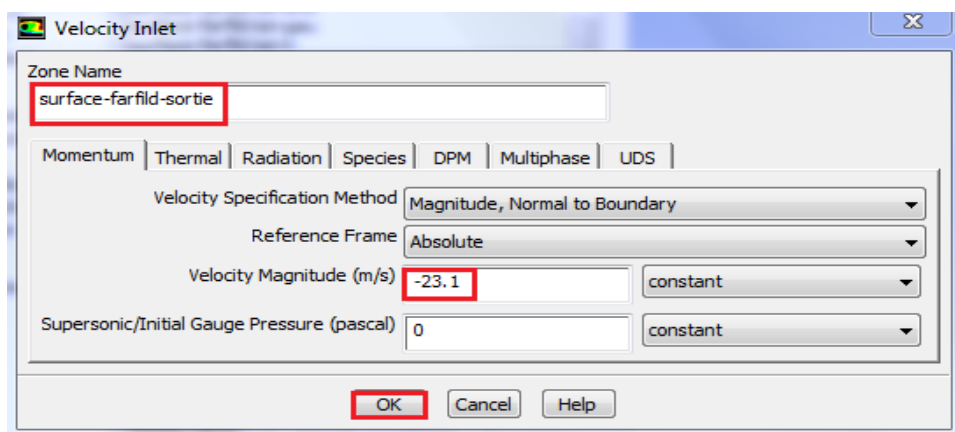 Velocity Inlet
Zone Name
surface-farfild-sortie
Momentum Thermal Radiation Species DPM Multiphase UDS
Velocity Specification Method Magnitude, Normal to Boundary
Reference Frame Absolute
Velocity Magnitude (m/s) -23.1 constant
Supersonic/Initial Gauge Pressure (pascal) 0 constant
OK Cancel Help